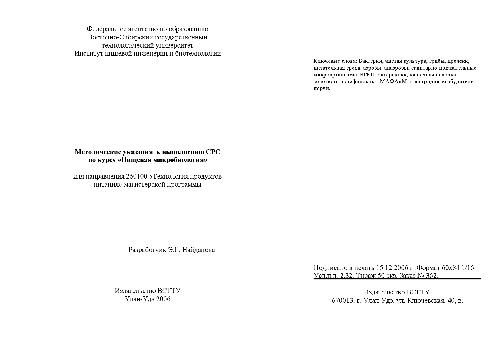 Федеральное агентство по образованию
Восточно-Сибирский государственный
технологический университет
Институт пищевой инженерии и биотехнологии
Методические указания к выполнению СРС
по курсу «Пищевая микробиология»
для направления 260100 «Технология продуктов
питания» магистерской программы
Разработчик
Издательство ВСГТУ
Улан-Удэ 2006
Ключевые слова: Бактерии, чистая культура, грибы, дрожжи,
питательная среда,
Подписано в печать 15.12.2006 г. Формат 60х84 1/16
Усл.п.л. 2,32. Тираж 50 экз. Заказ №
Издательство ВСГТУ
670013. г. Улан-Удэ, ул. Ключевская, 40, в.